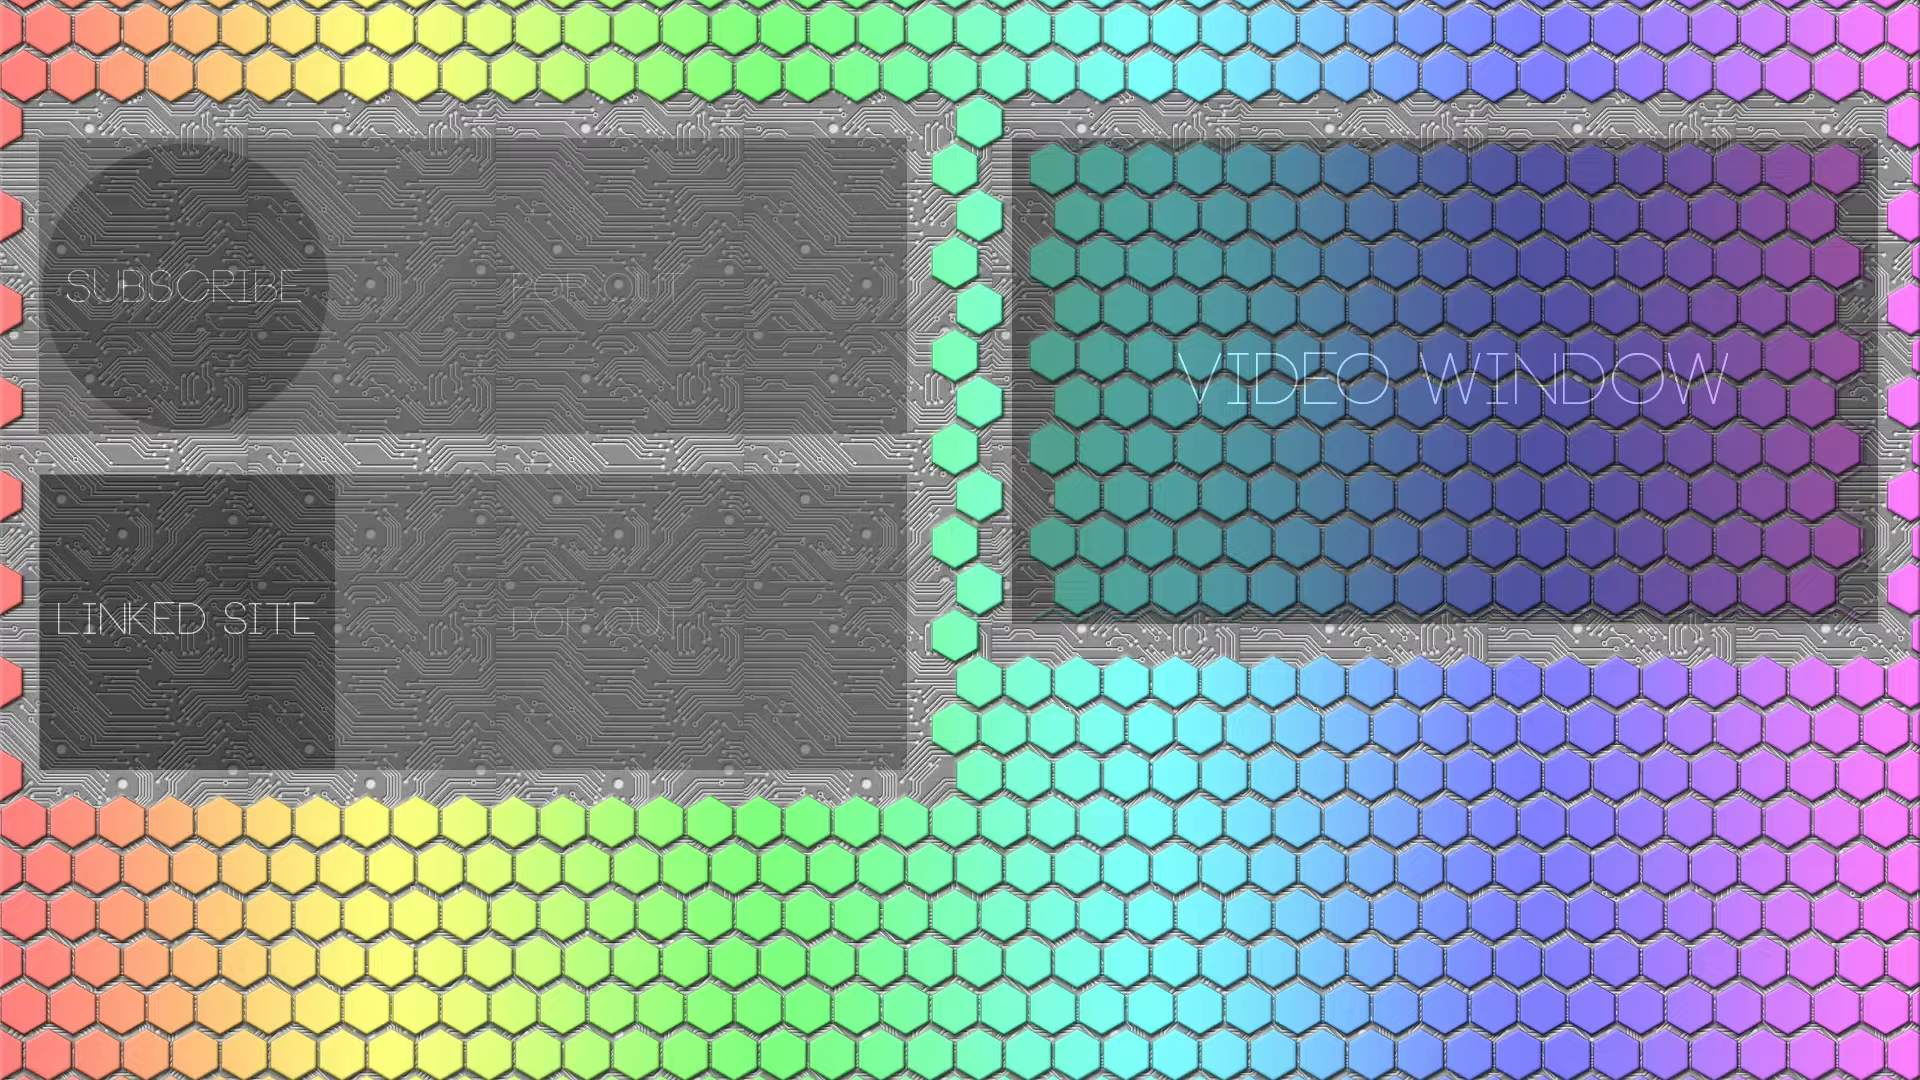 SUBSCRIBE
POP OUT
VIDEO WINDOW
LINKED SITE
POP OUT